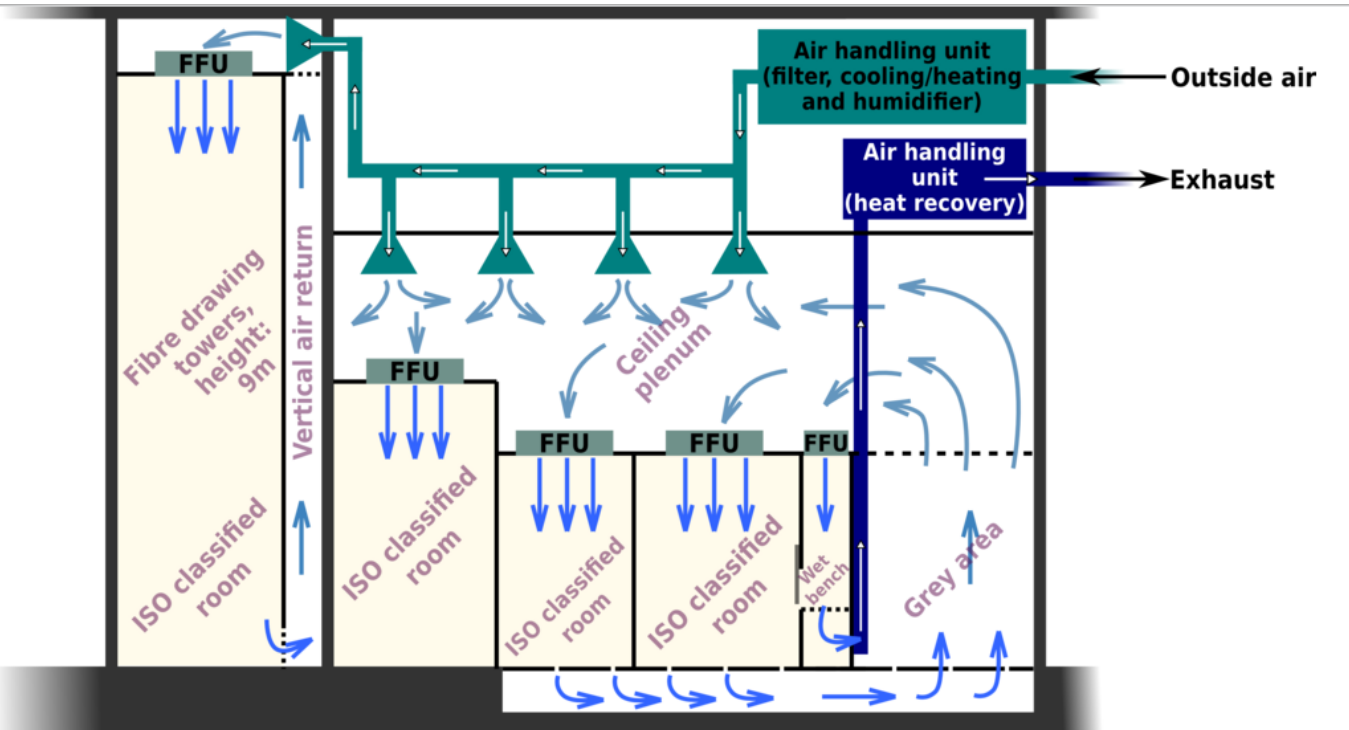 FFU
Air handling unit
(filter, cooling/heating
and humidifier)
Outside air
Air handling
unit
(heat recovery)
Exhaust
Fibre drawing
towers,
height:
9m
Vertical air return
Ceiling
plenum
FFU
FFU
FFU
FFU
ISO classified
room
ISO classified
room
ISO classified
room
ISO classified
room
Wet
bench
Grey area